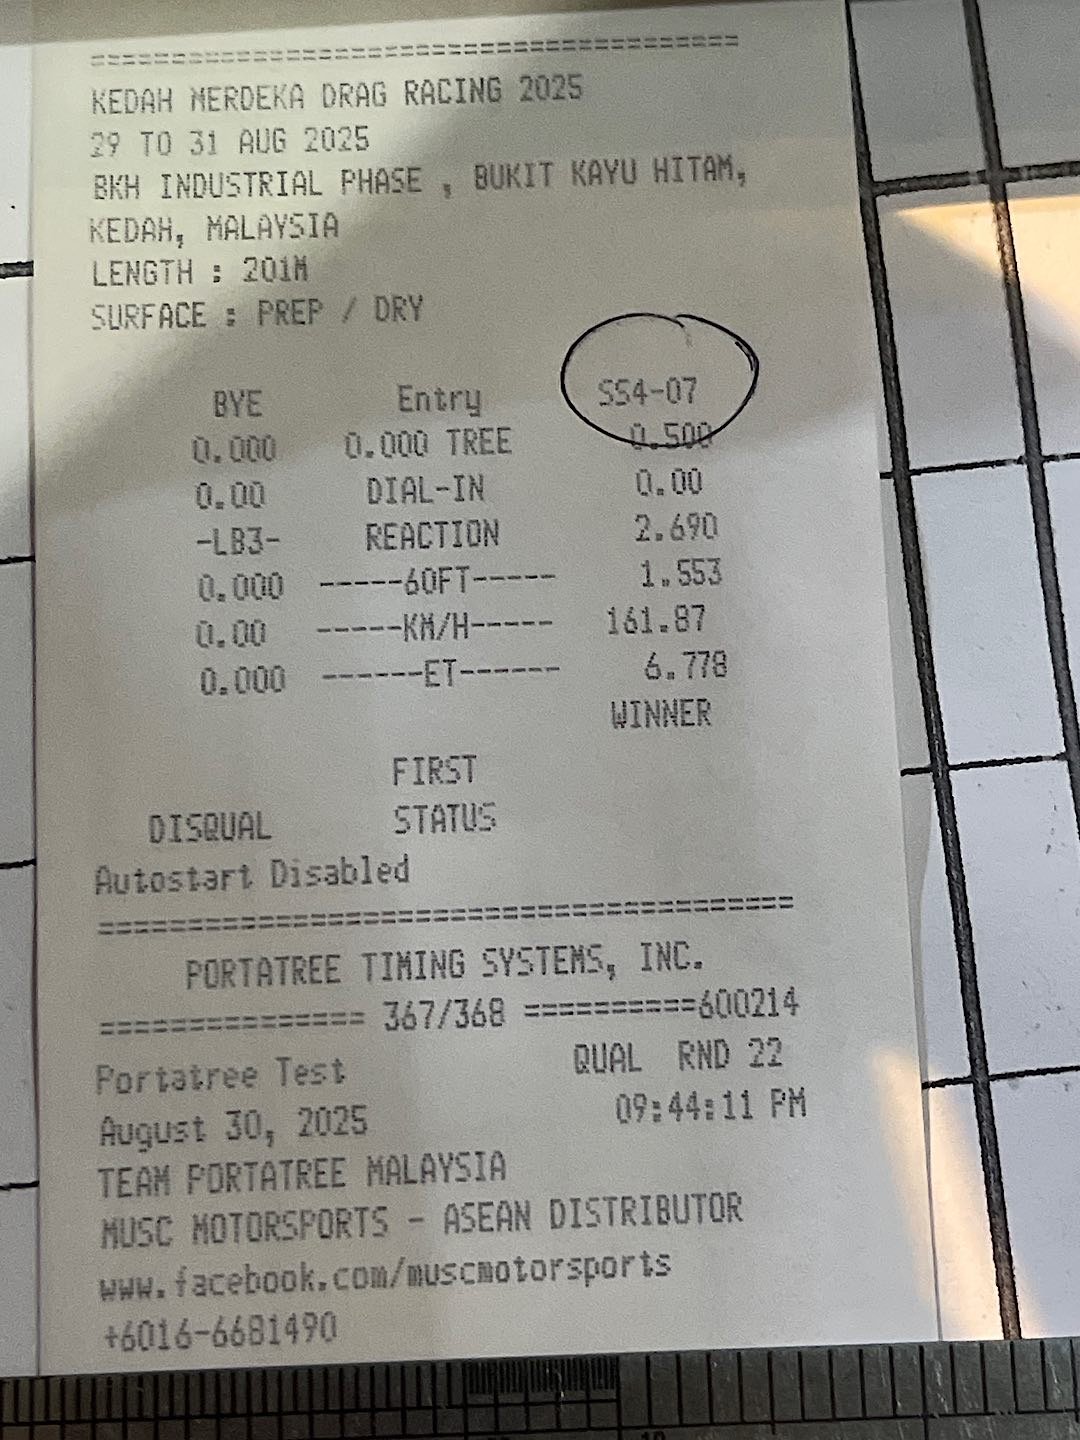 ========================================
KEDAH MERDEKA DRAG RACING 2025
29 TO 31 AUG 2025
BKH INDUSTRIAL PHASE , BUKIT KAYU HITAM,
KEDAH, MALAYSIA
LENGTH : 201M
SURFACE : PREP / DRY
BYE Entry SS4-07
0.000 0.000 TREE 0.500
0.00 DIAL-IN 0.00
-LB3- REACTION 2.690
0.000 -----60FT----- 1.553
0.00 -----KM/H----- 161.87
0.000 ------ET------ 6.778
WINNER
FIRST
DISQUAL STATUS
Autostart Disabled
========================================
PORTATREE TIMING SYSTEMS, INC.
=============== 367/368 ==========600214
Portatree Test QUAL RND 22
August 30, 2025 09:44:11 PM
TEAM PORTATREE MALAYSIA
MUSC MOTORSPORTS - ASEAN DISTRIBUTOR
www.facebook.com/muscmotorsports
+6016-6681490